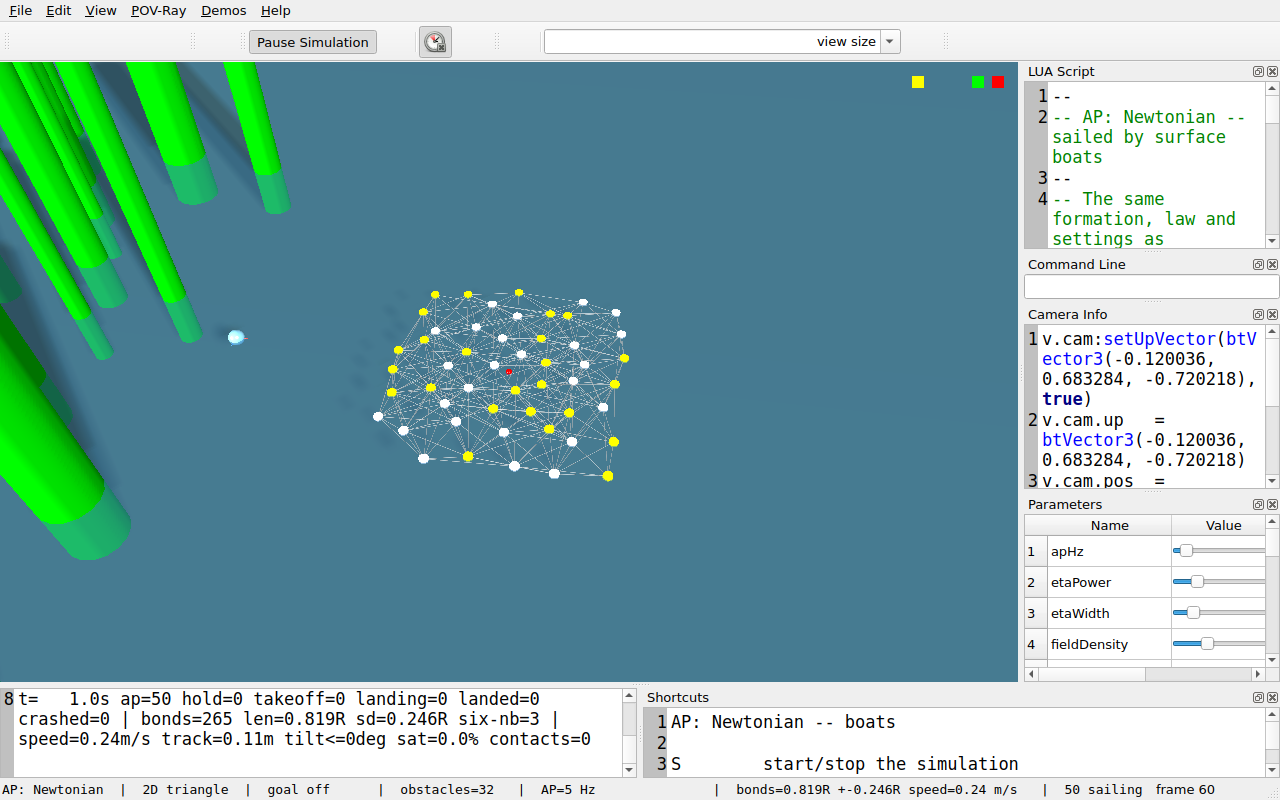 File Edit View POV-Ray Demos Help
Pause Simulation
view size
LUA Script
1 --
2 -- AP: Newtonian --
sailed by surface
boats
3 --
4 -- The same
formation, law and
settings as
Command Line
Camera Info
1 v.cam:setUpVector(btV
ector3(-0.120036,
0.683284, -0.720218),
true)
2 v.cam.up   =
btVector3(-0.120036,
0.683284, -0.720218)
3 v.cam.pos  =
Parameters
Name Value
1 apHz
2 etaPower
3 etaWidth
4 fieldDensity
8 t=   1.0s ap=50 hold=0 takeoff=0 landing=0 landed=0
crashed=0 | bonds=265 len=0.819R sd=0.246R six-nb=3 |
speed=0.24m/s track=0.11m tilt<=0deg sat=0.0% contacts=0
Shortcuts
1 AP: Newtonian -- boats
2
3 S        start/stop the simulation
AP: Newtonian | 2D triangle | goal off | obstacles=32 | AP=5 Hz | bonds=0.819R +-0.246R speed=0.24 m/s | 50 sailing frame 60